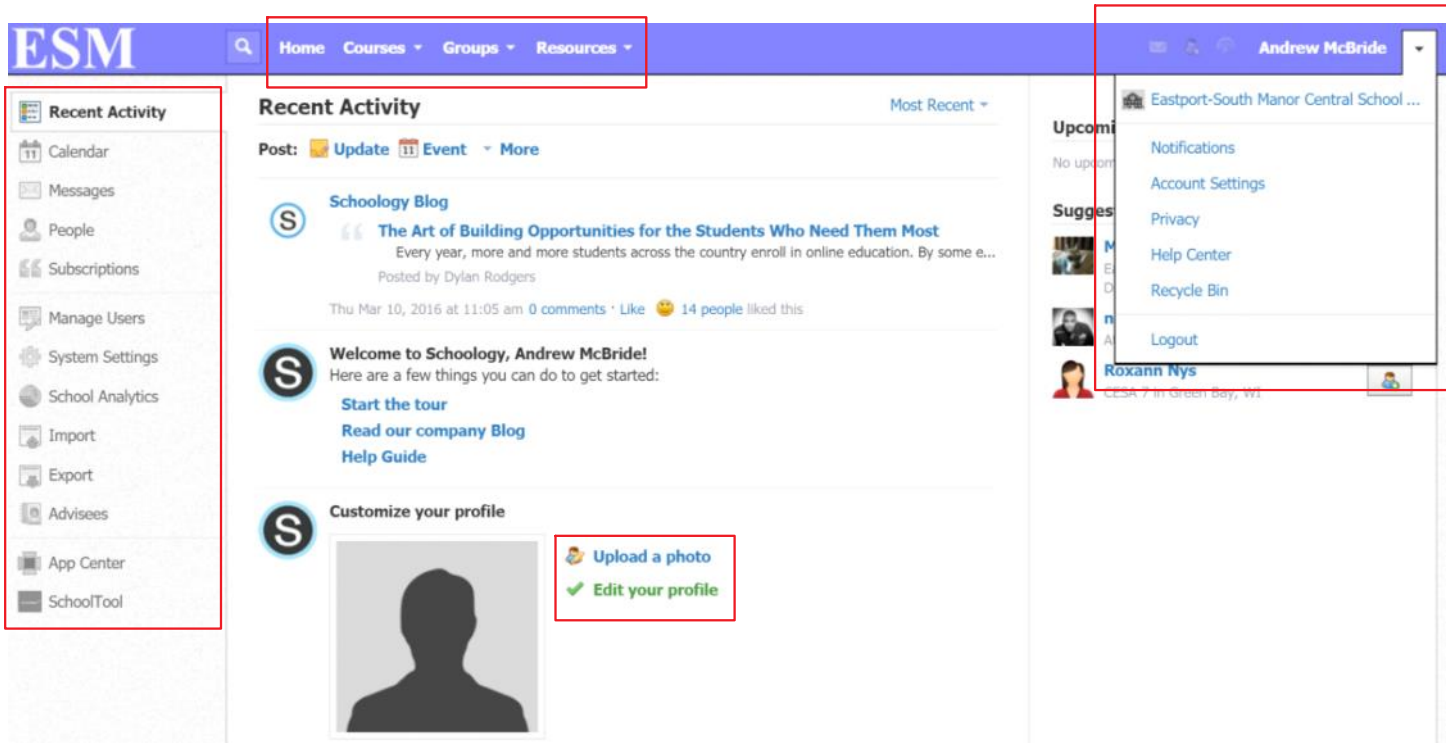 ESM
Home Courses Groups Resources
Andrew McBride
Recent Activity
Calendar
11
Messages
People
Subscriptions
Manage Users
System Settings
School Analytics
Import
Export
Advisees
App Center
SchoolTool
Recent Activity
Most Recent
Post: Update 11 Event More
S
Schoology Blog
The Art of Building Opportunities for the Students Who Need Them Most
Every year, more and more students across the country enroll in online education. By some e...
Posted by Dylan Rodgers
Thu Mar 10, 2016 at 11:05 am 0 comments · Like 14 people liked this
S
Welcome to Schoology, Andrew McBride!
Here are a few things you can do to get started:
Start the tour
Read our company Blog
Help Guide
S
Customize your profile
Upload a photo
Edit your profile
Upcomi
No upcom
Sugges
M
E
D
n
A
Roxann Nys
CESA 7 in Green Bay, WI
Eastport-South Manor Central School ...
Notifications
Account Settings
Privacy
Help Center
Recycle Bin
Logout